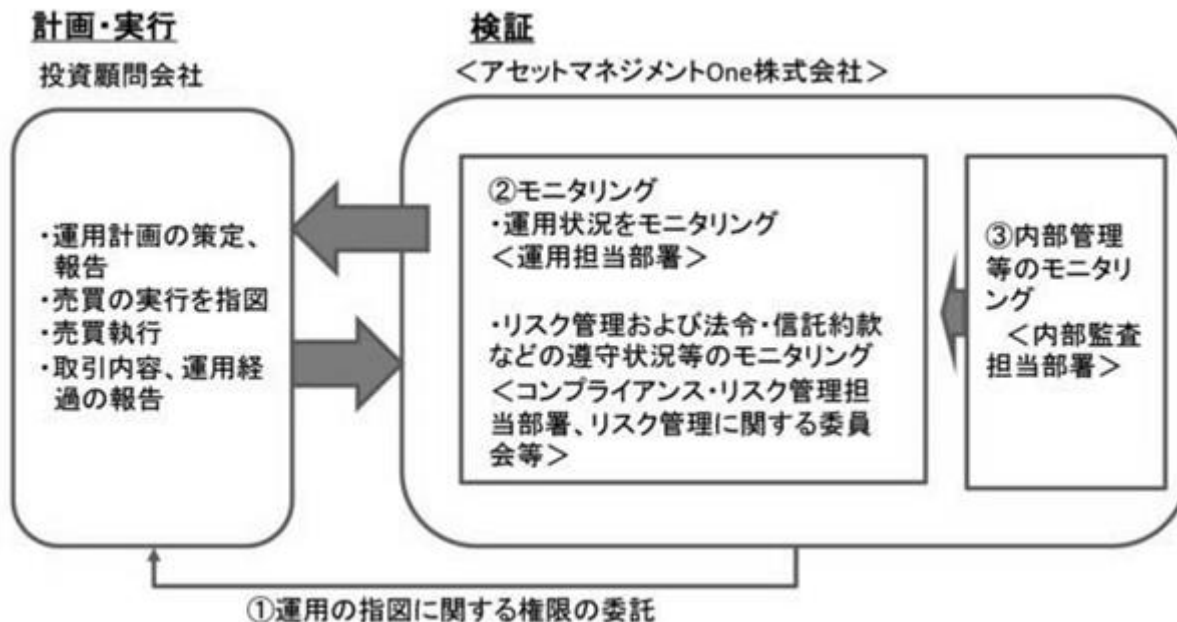 計画・実行
投資顧問会社
・運用計画の策定、
報告
・売買の実行を指図
・売買執行
・取引内容、運用経
過の報告
検証
＜アセットマネジメントOne株式会社＞
②モニタリング
・運用状況をモニタリング
＜運用担当部署＞
・リスク管理および法令・信託約款
などの遵守状況等のモニタリング
＜コンプライアンス・リスク管理担
当部署、リスク管理に関する委員
会等＞
③内部管理
等のモニタリ
ング
＜内部監査
担当部署＞
①運用の指図に関する権限の委託